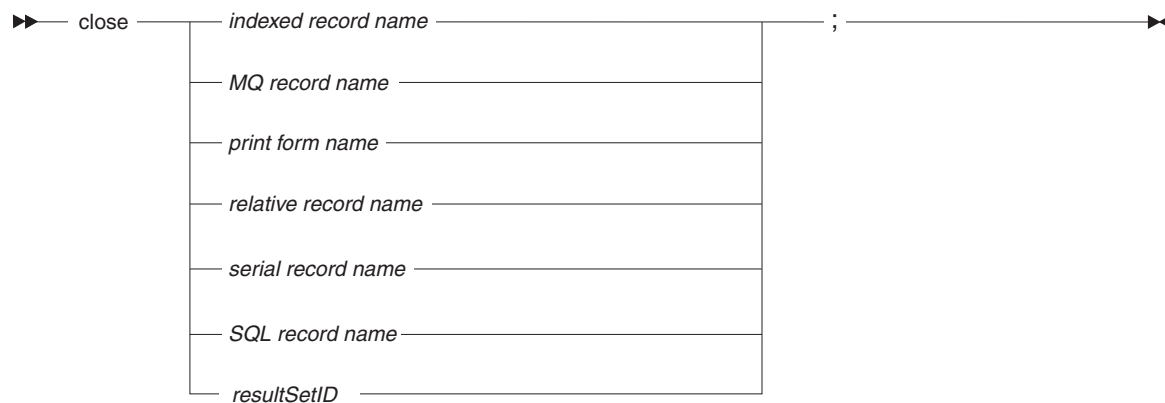 close indexed record name ;
MQ record name
print form name
relative record name
serial record name
SQL record name
resultSetID